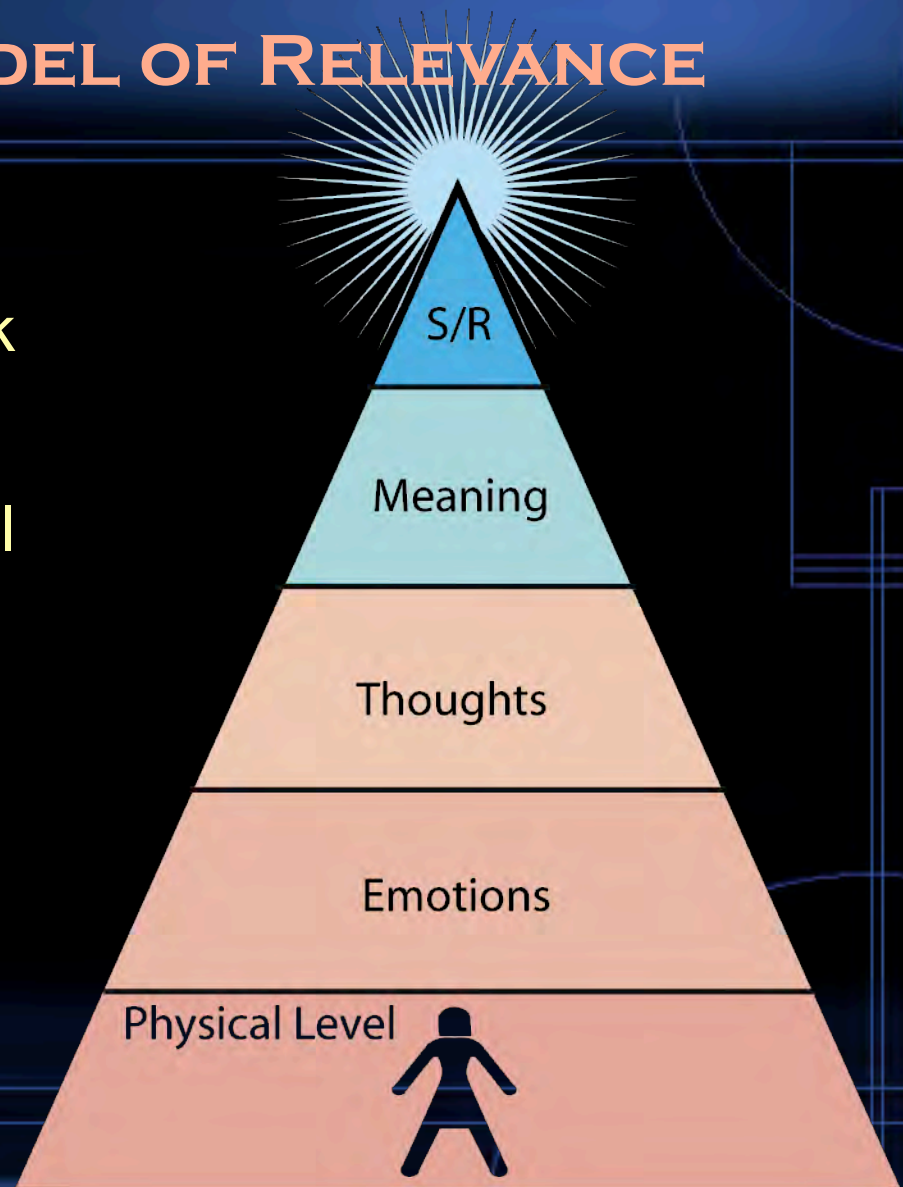 DEL OF RELEVANCE
S/R
k
Meaning
l
Thoughts
Emotions
Physical Level